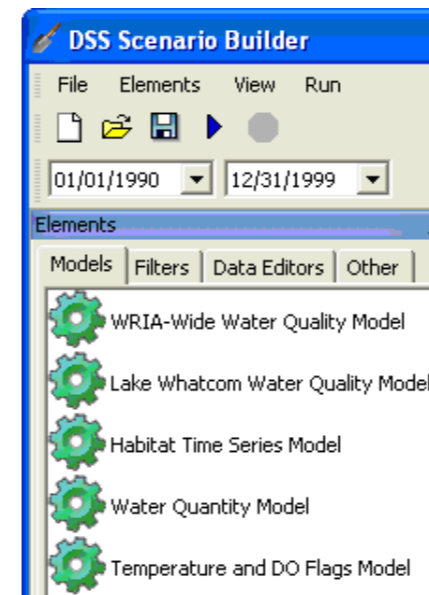 DSS Scenario Builder
File Elements View Run
01/01/1990 12/31/1999
Elements
Models Filters Data Editors Other
WRIA-Wide Water Quality Model
Lake Whatcom Water Quality Model
Habitat Time Series Model
Water Quantity Model
Temperature and DO Flags Model